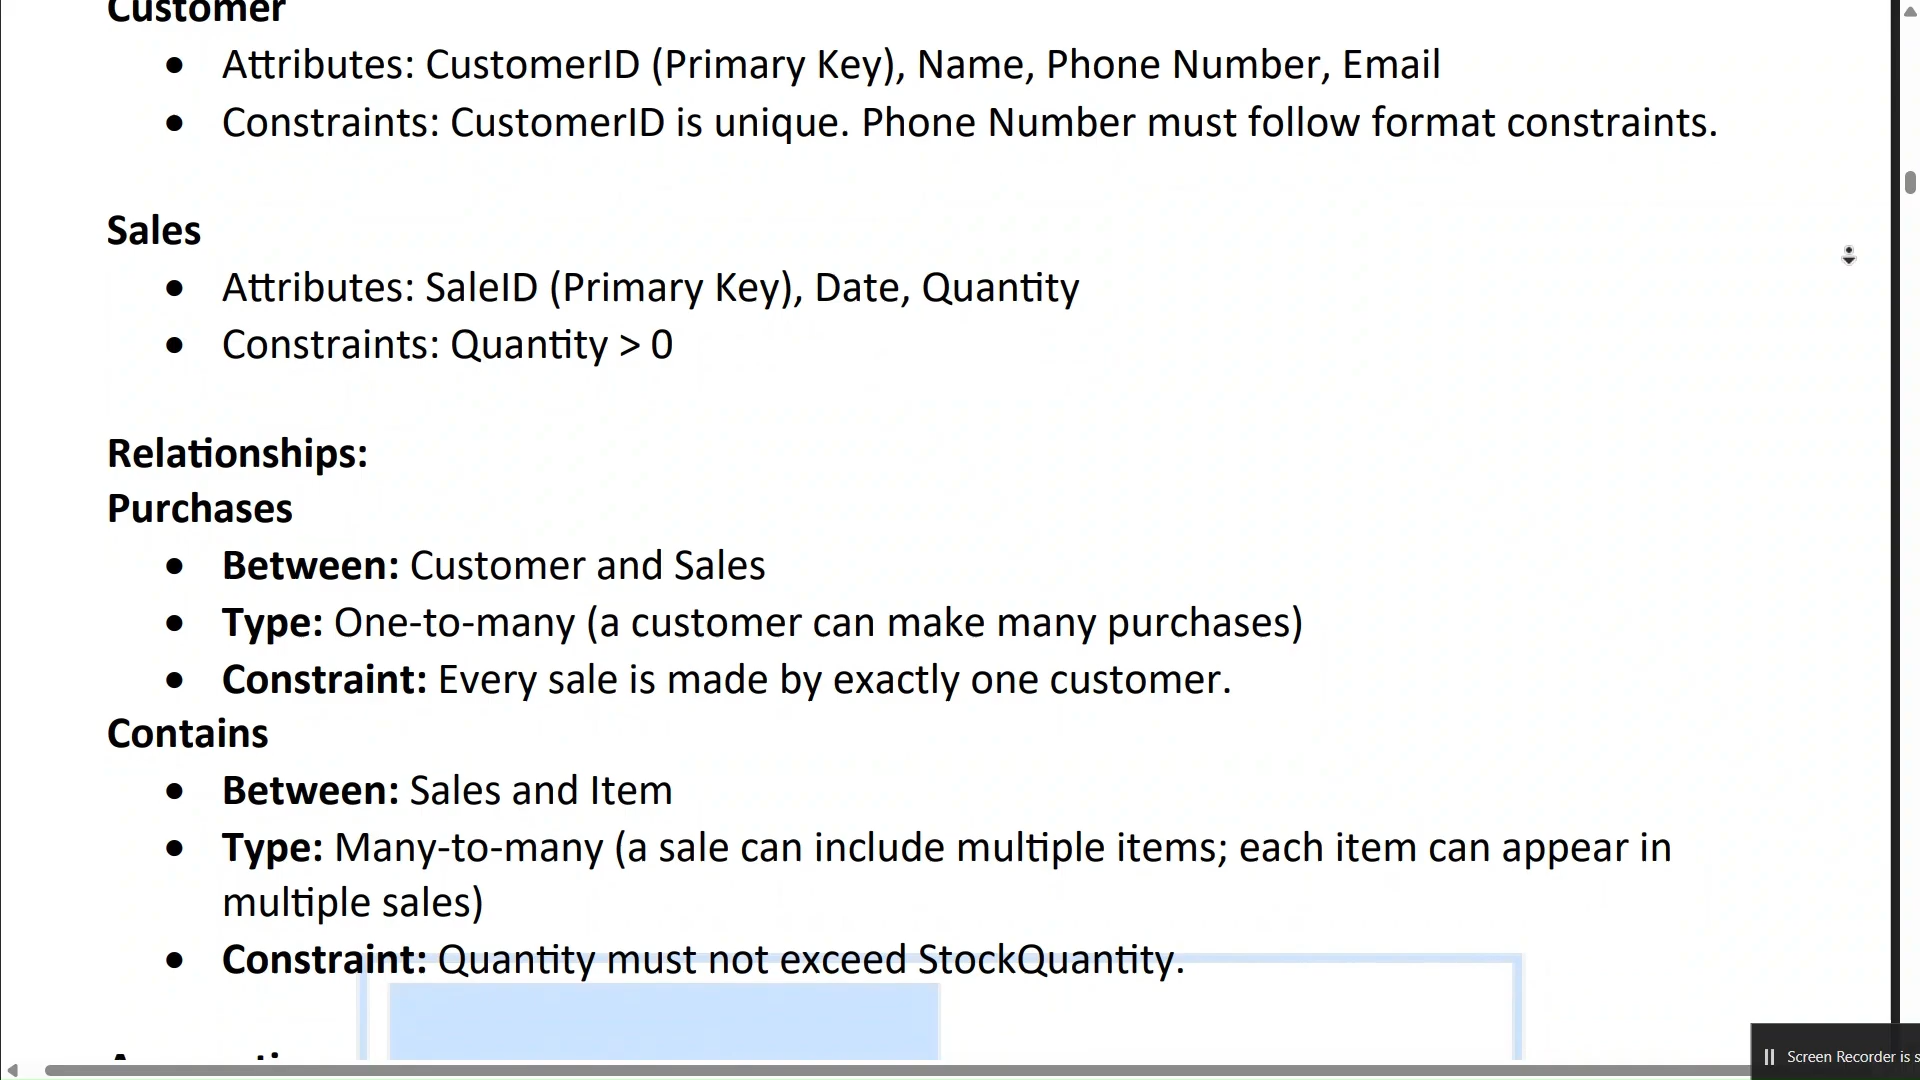 Customer
● Attributes: CustomerID (Primary Key), Name, Phone Number, Email
● Constraints: CustomerID is unique. Phone Number must follow format constraints.
Sales
● Attributes: SaleID (Primary Key), Date, Quantity
● Constraints: Quantity > 0
Relationships:
Purchases
● Between: Customer and Sales
● Type: One-to-many (a customer can make many purchases)
● Constraint: Every sale is made by exactly one customer.
Contains
● Between: Sales and Item
● Type: Many-to-many (a sale can include multiple items; each item can appear in
multiple sales)
● Constraint: Quantity must not exceed StockQuantity.
Screen Recorder is s